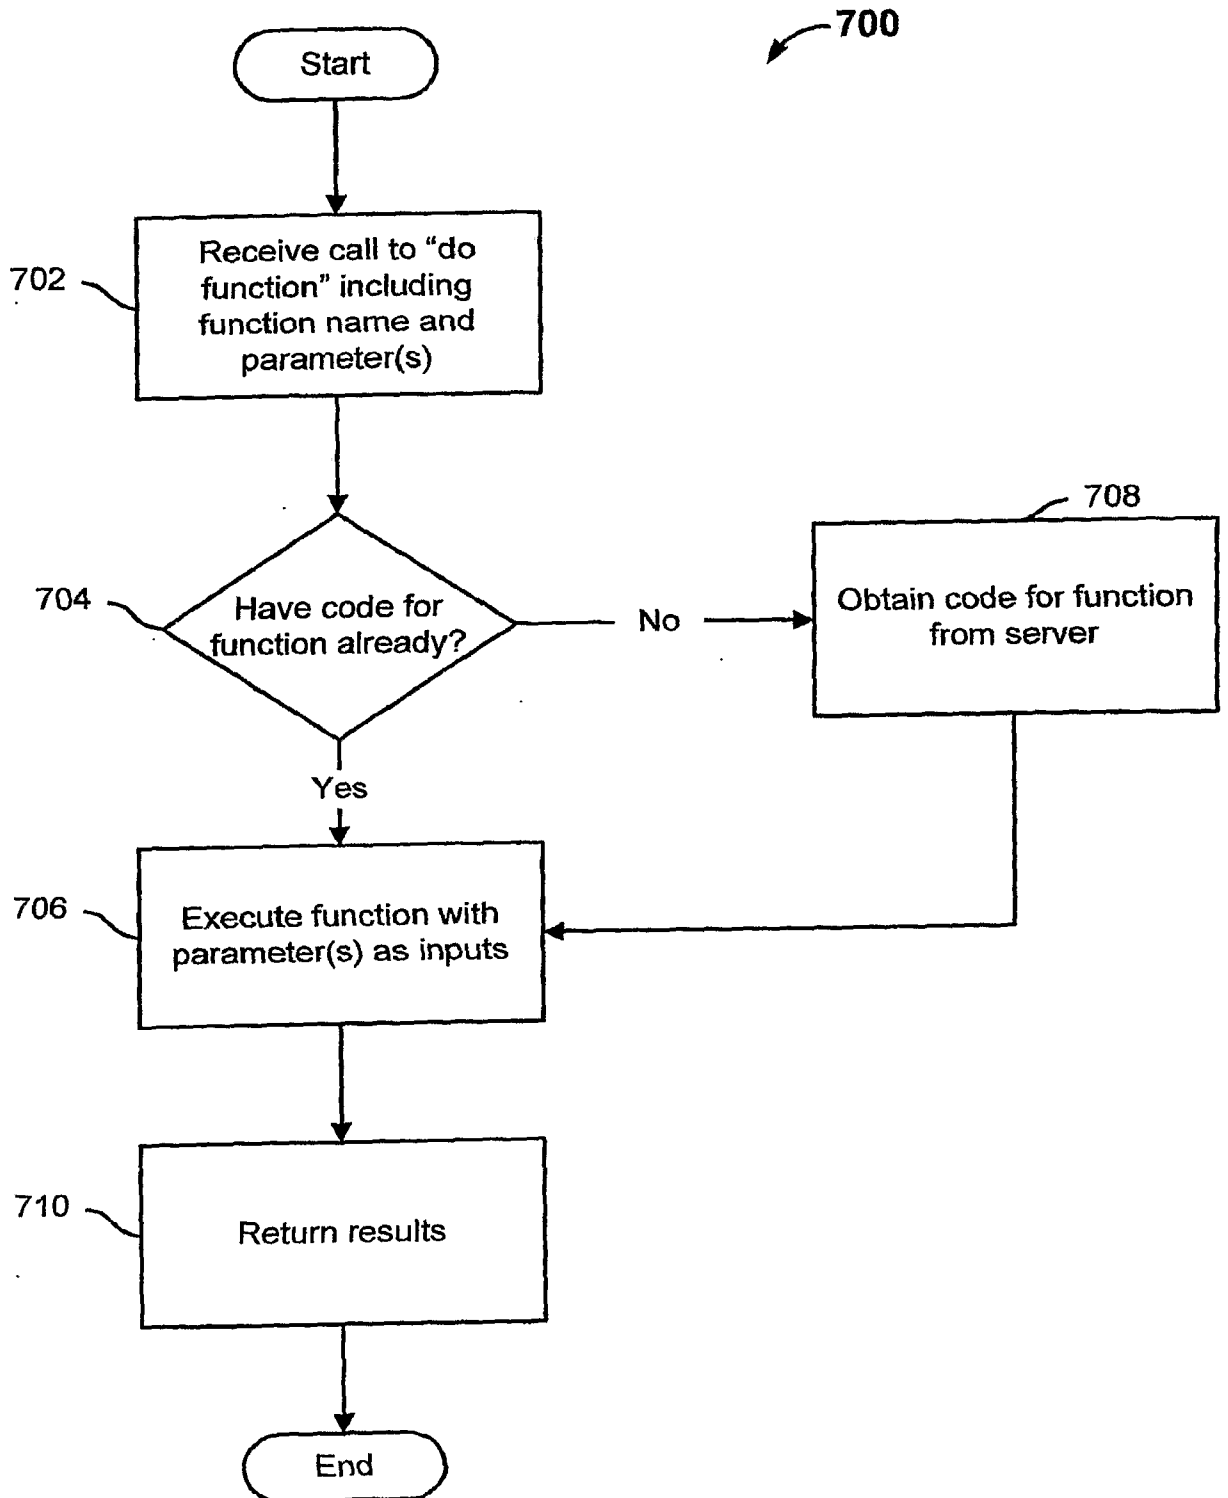 700
Start
702
Receive call to “do
function” including
function name and
parameter(s)
704
Have code for
function already?
No
708
Obtain code for function
from server
Yes
706
Execute function with
parameter(s) as inputs
710
Return results
End